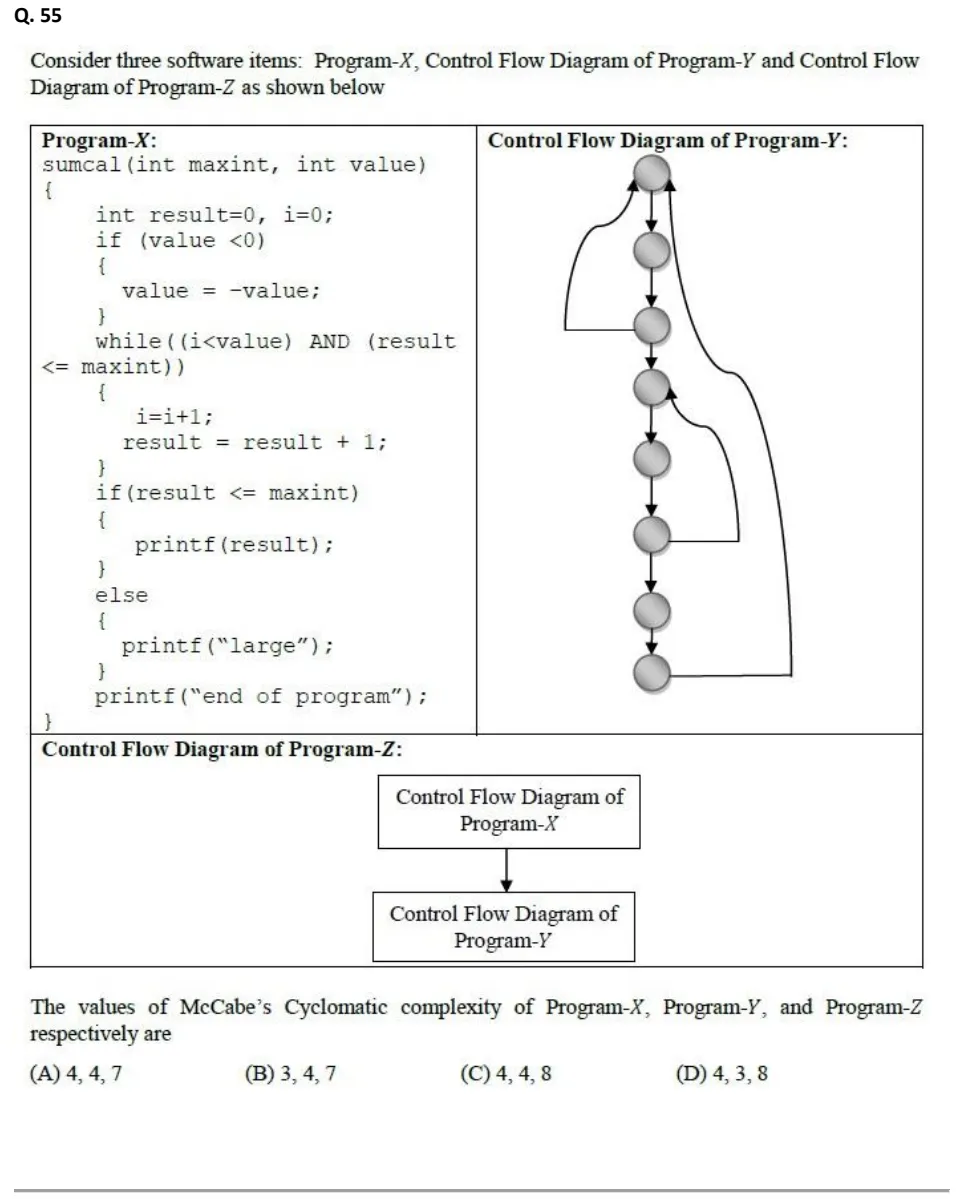 Q. 55
Consider three software items: Program-X, Control Flow Diagram of Program-Y and Control Flow
Diagram of Program-Z as shown below
Program-X:
sumcal(int maxint, int value)
{
int result=0, i=0;
if (value <0)
{
value = -value;
}
while((i<value) AND (result
<= maxint))
{
i=i+1;
result = result + 1;
}
if(result <= maxint)
{
printf(result);
}
else
{
printf(“large”);
}
printf(“end of program”);
}
Control Flow Diagram of Program-Y:
Control Flow Diagram of Program-Z:
Control Flow Diagram of
Program-X
Control Flow Diagram of
Program-Y
The values of McCabe’s Cyclomatic complexity of Program-X, Program-Y, and Program-Z
respectively are
(A) 4, 4, 7 (B) 3, 4, 7 (C) 4, 4, 8 (D) 4, 3, 8